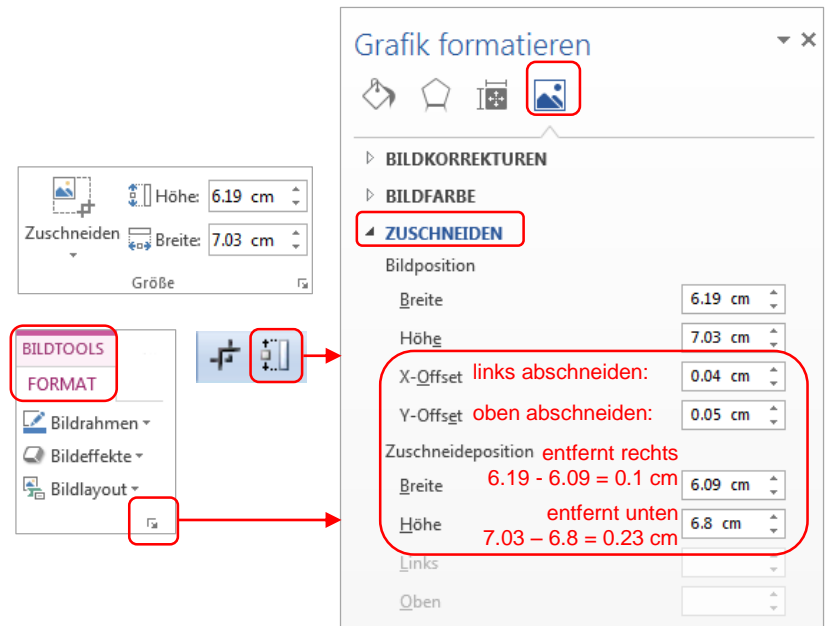 Zuschneiden
Höhe: 6.19 cm
Breite: 7.03 cm
Größe
BILDTOOLS
FORMAT
Bildrahmen
Bildeffekte
Bildlayout
Grafik formatieren
BILDKORREKTUREN
BILDFARBE
ZUSCHNEIDEN
Bildposition
Breite 6.19 cm
Höhe 7.03 cm
X-Offset links abschneiden: 0.04 cm
Y-Offset oben abschneiden: 0.05 cm
Zuschneideposition entfernt rechts
Breite 6.19 - 6.09 = 0.1 cm 6.09 cm
entfernt unten
Höhe 7.03 – 6.8 = 0.23 cm 6.8 cm
Links
Oben